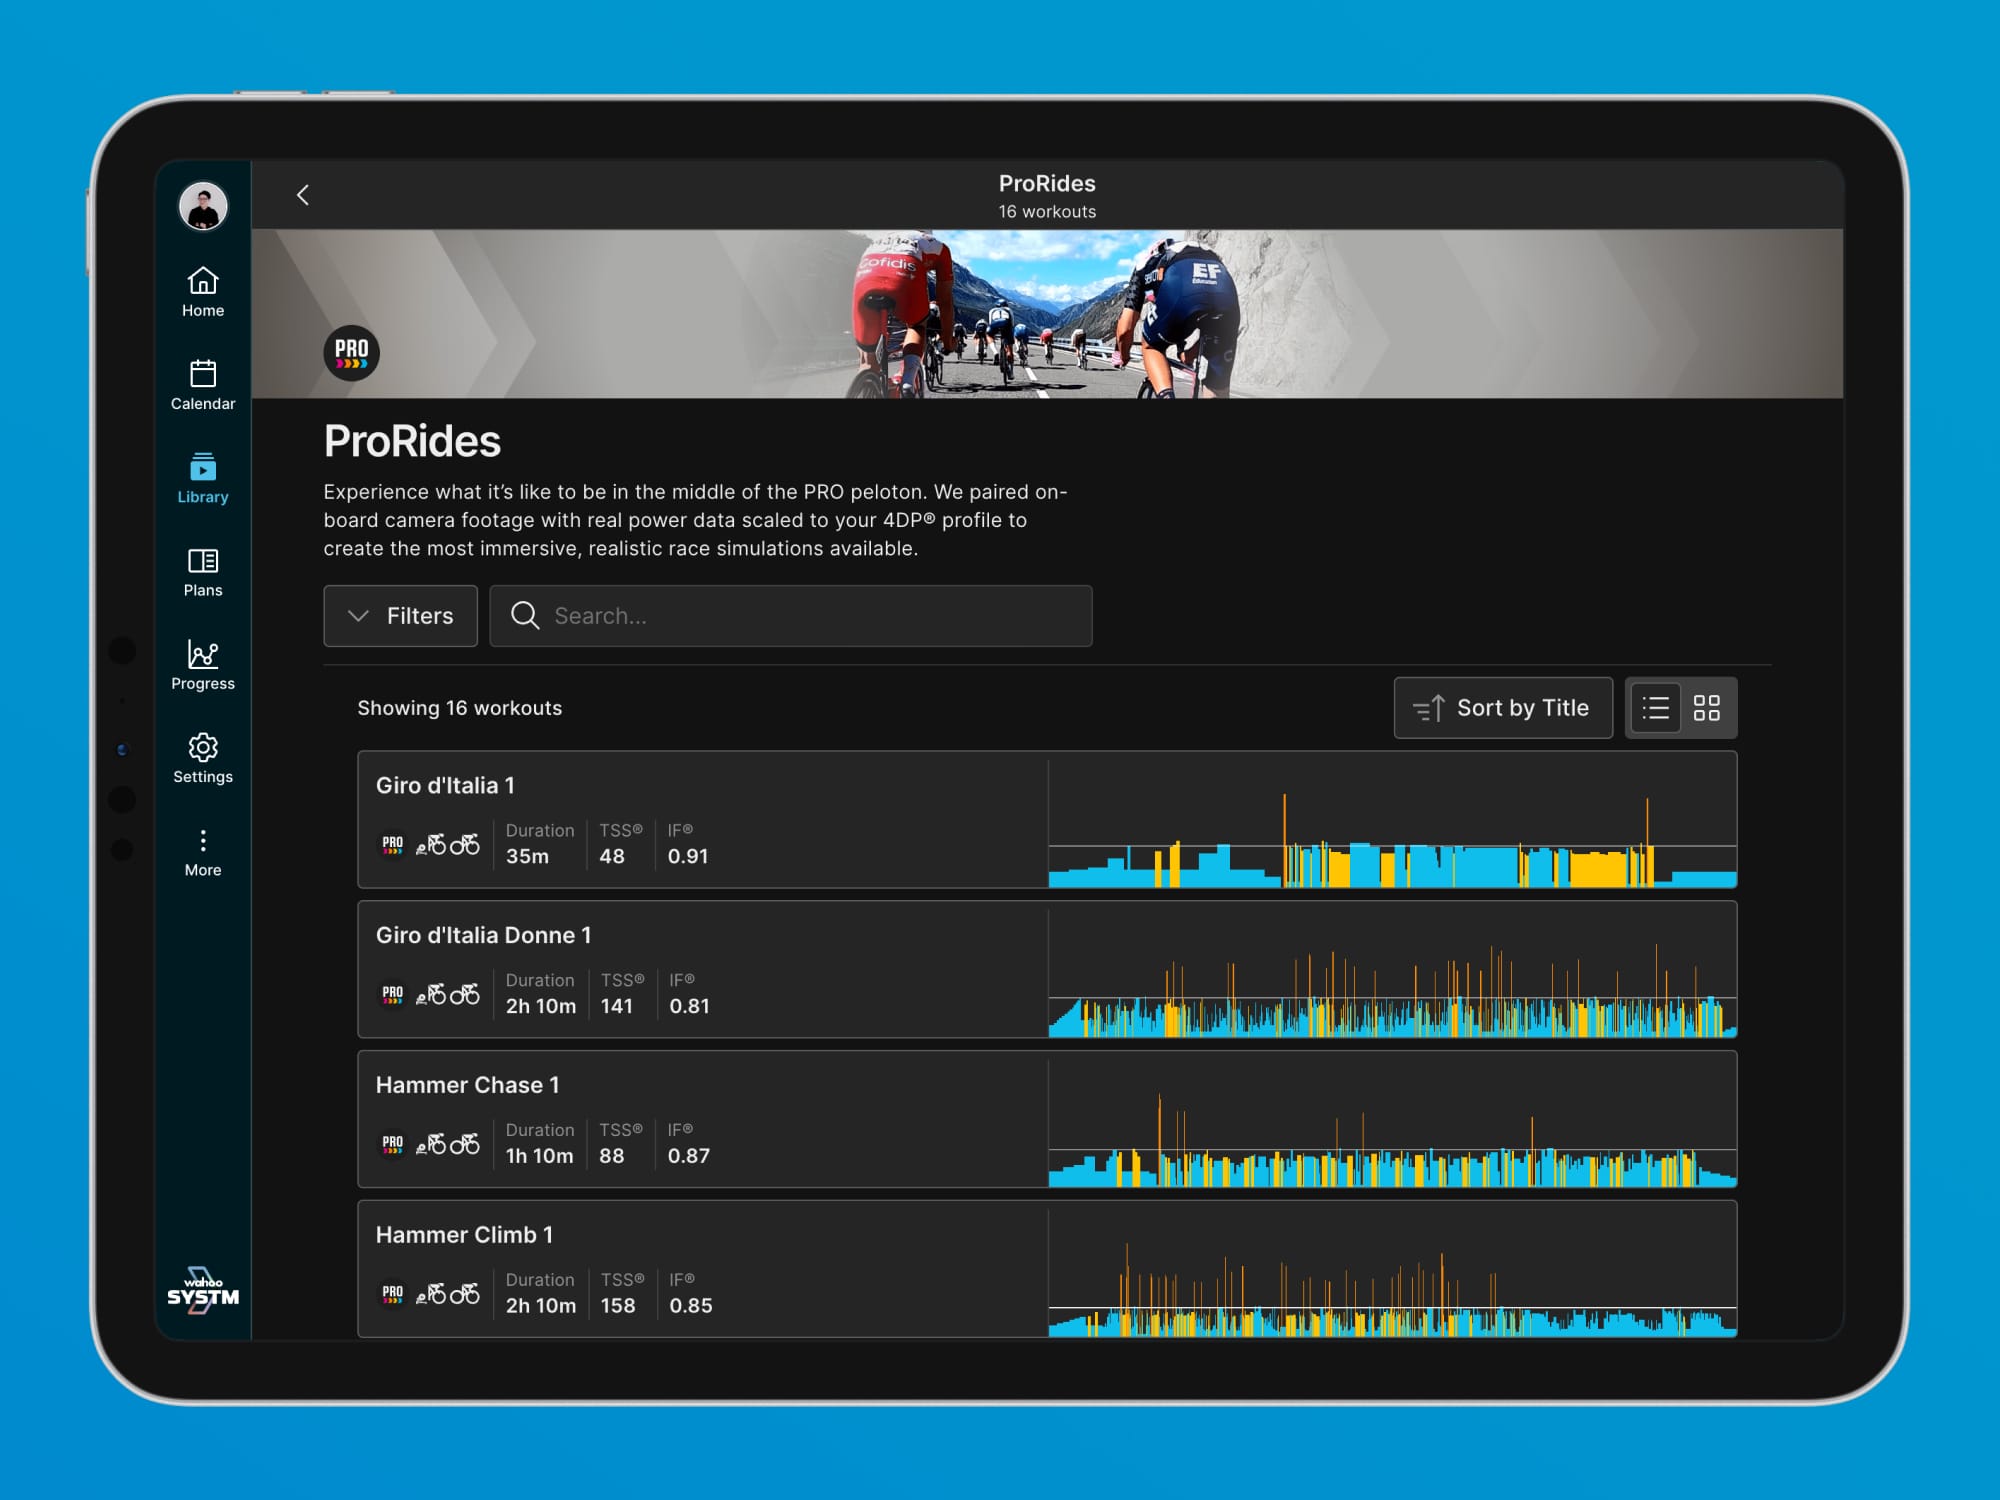 ProRides
16 workouts
Home
Calendar
Library
Plans
Progress
Settings
More
wahoo
SYSTM
Cofidis
EF
Education
PRO
ProRides
Experience what it’s like to be in the middle of the PRO peloton. We paired on-
board camera footage with real power data scaled to your 4DP® profile to
create the most immersive, realistic race simulations available.
Filters
Search...
Showing 16 workouts
Sort by Title
Giro d'Italia 1
PRO
Duration TSS® IF®
35m 48 0.91
Giro d'Italia Donne 1
PRO
Duration TSS® IF®
2h 10m 141 0.81
Hammer Chase 1
PRO
Duration TSS® IF®
1h 10m 88 0.87
Hammer Climb 1
PRO
Duration TSS® IF®
2h 10m 158 0.85